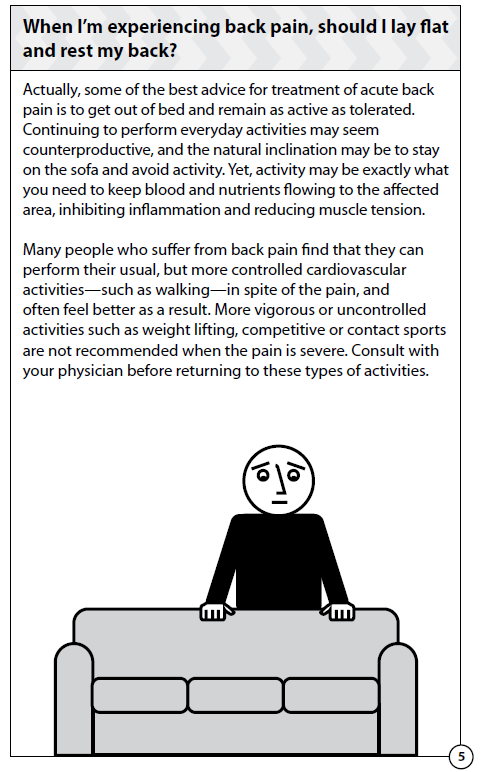 When I'm experiencing back pain, should I lay flat
and rest my back?
Actually, some of the best advice for treatment of acute back
pain is to get out of bed and remain as active as tolerated.
Continuing to perform everyday activities may seem
counterproductive, and the natural inclination may be to stay
on the sofa and avoid activity. Yet, activity may be exactly what
you need to keep blood and nutrients flowing to the affected
area, inhibiting inflammation and reducing muscle tension.
Many people who suffer from back pain find that they can
perform their usual, but more controlled cardiovascular
activities—such as walking—in spite of the pain, and
often feel better as a result. More vigorous or uncontrolled
activities such as weight lifting, competitive or contact sports
are not recommended when the pain is severe. Consult with
your physician before returning to these types of activities.
5